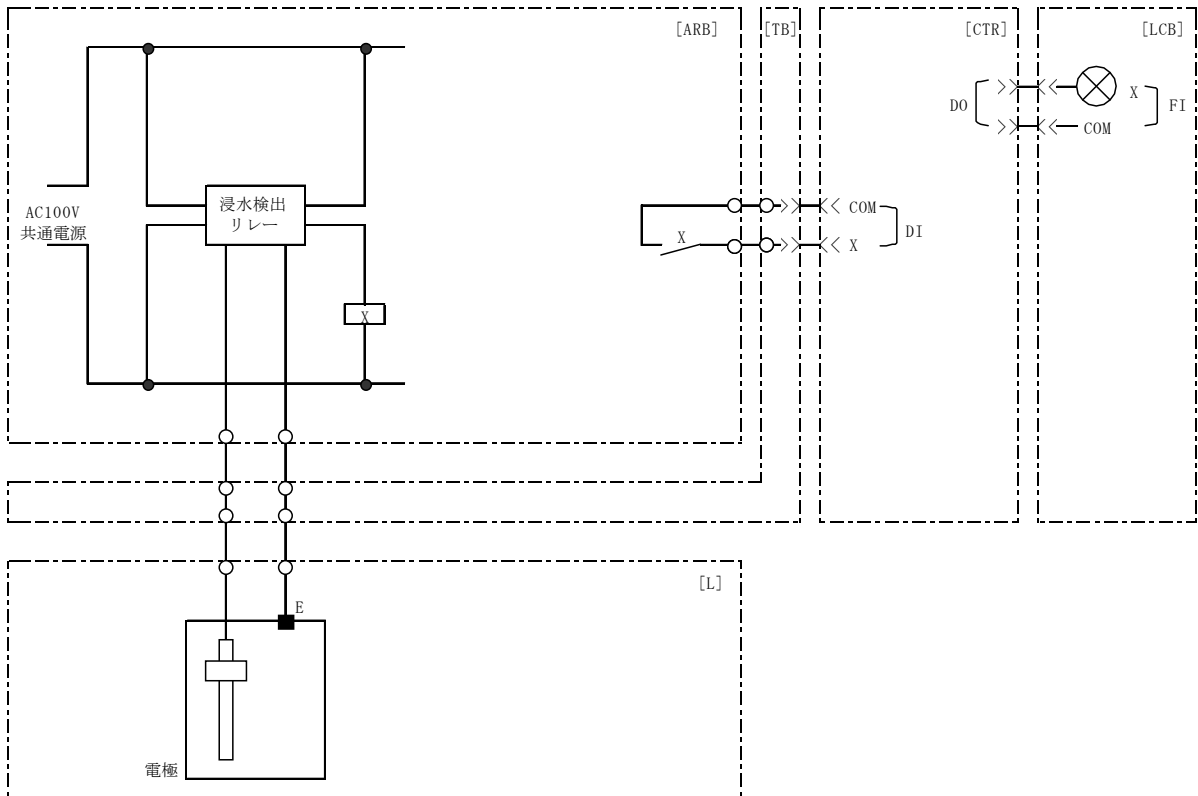 [ARB]
[TB]
[CTR]
[LCB]
DO
X
FI
COM
AC100V
共通電源
浸水検出
リレー
COM
X
X
DI
X
[L]
E
電極